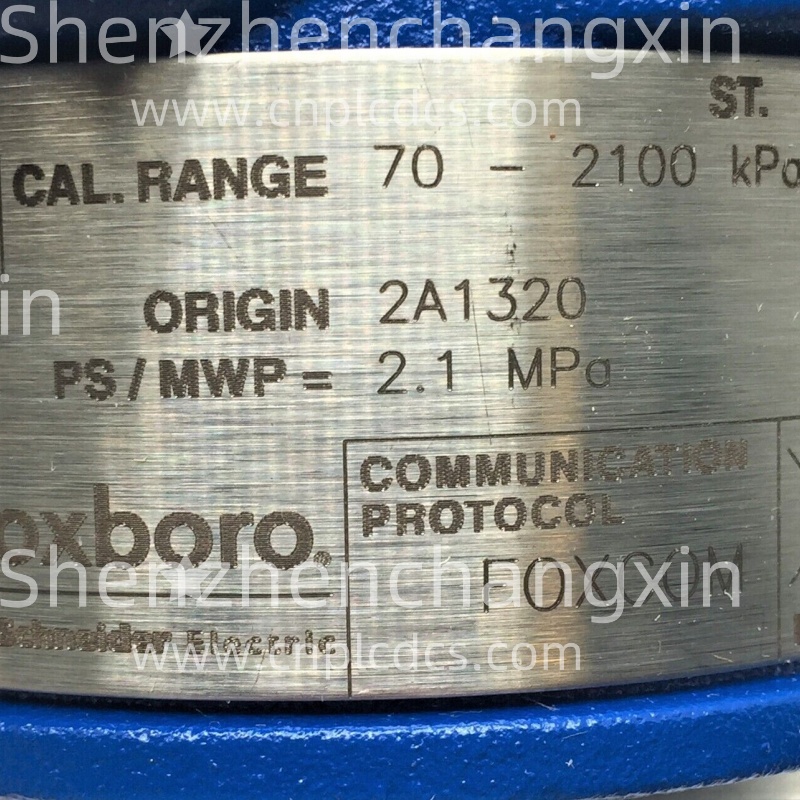 Shenzhenchangxin
www.cnplcdcs.com
ST.
CAL. RANGE 70 - 2100 kPa
in
ORIGIN 2A1320
PS / MWP = 2.1 MPa
COMMUNICATION
PROTOCOL
oxboro®
FOXCOM
Shenzhenchangxin
Schneider Electric
www.cnplcdcs.com